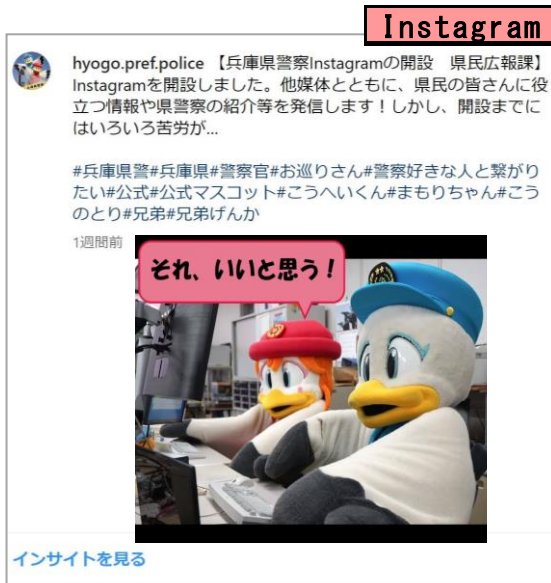 Instagram
hyogo.pref.police 【兵庫県警察Instagramの開設　県民広報課】
Instagramを開設しました。他媒体とともに、県民の皆さんに役
立つ情報や県警察の紹介等を発信します！しかし、開設までに
はいろいろ苦労が...
#兵庫県警#兵庫県#警察官#お巡りさん#警察好きな人と繋がり
たい#公式#公式マスコット#こうへいくん#まもりちゃん#こう
のとり#兄弟#兄弟げんか
1週間前
それ、いいと思う！
インサイトを見る